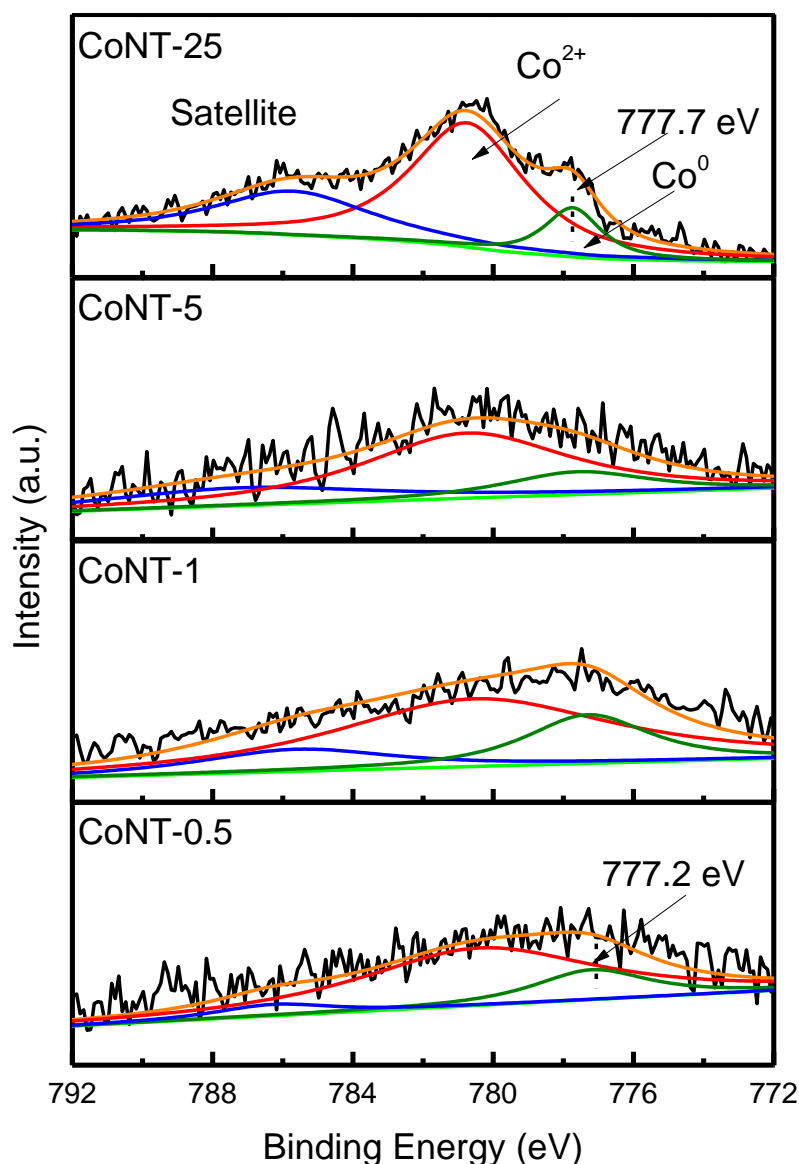 CoNT-25
Co²⁺
Satellite
777.7 eV
Co⁰
CoNT-5
CoNT-1
CoNT-0.5
777.2 eV
792 788 784 780 776 772
Binding Energy (eV)
Intensity (a.u.)